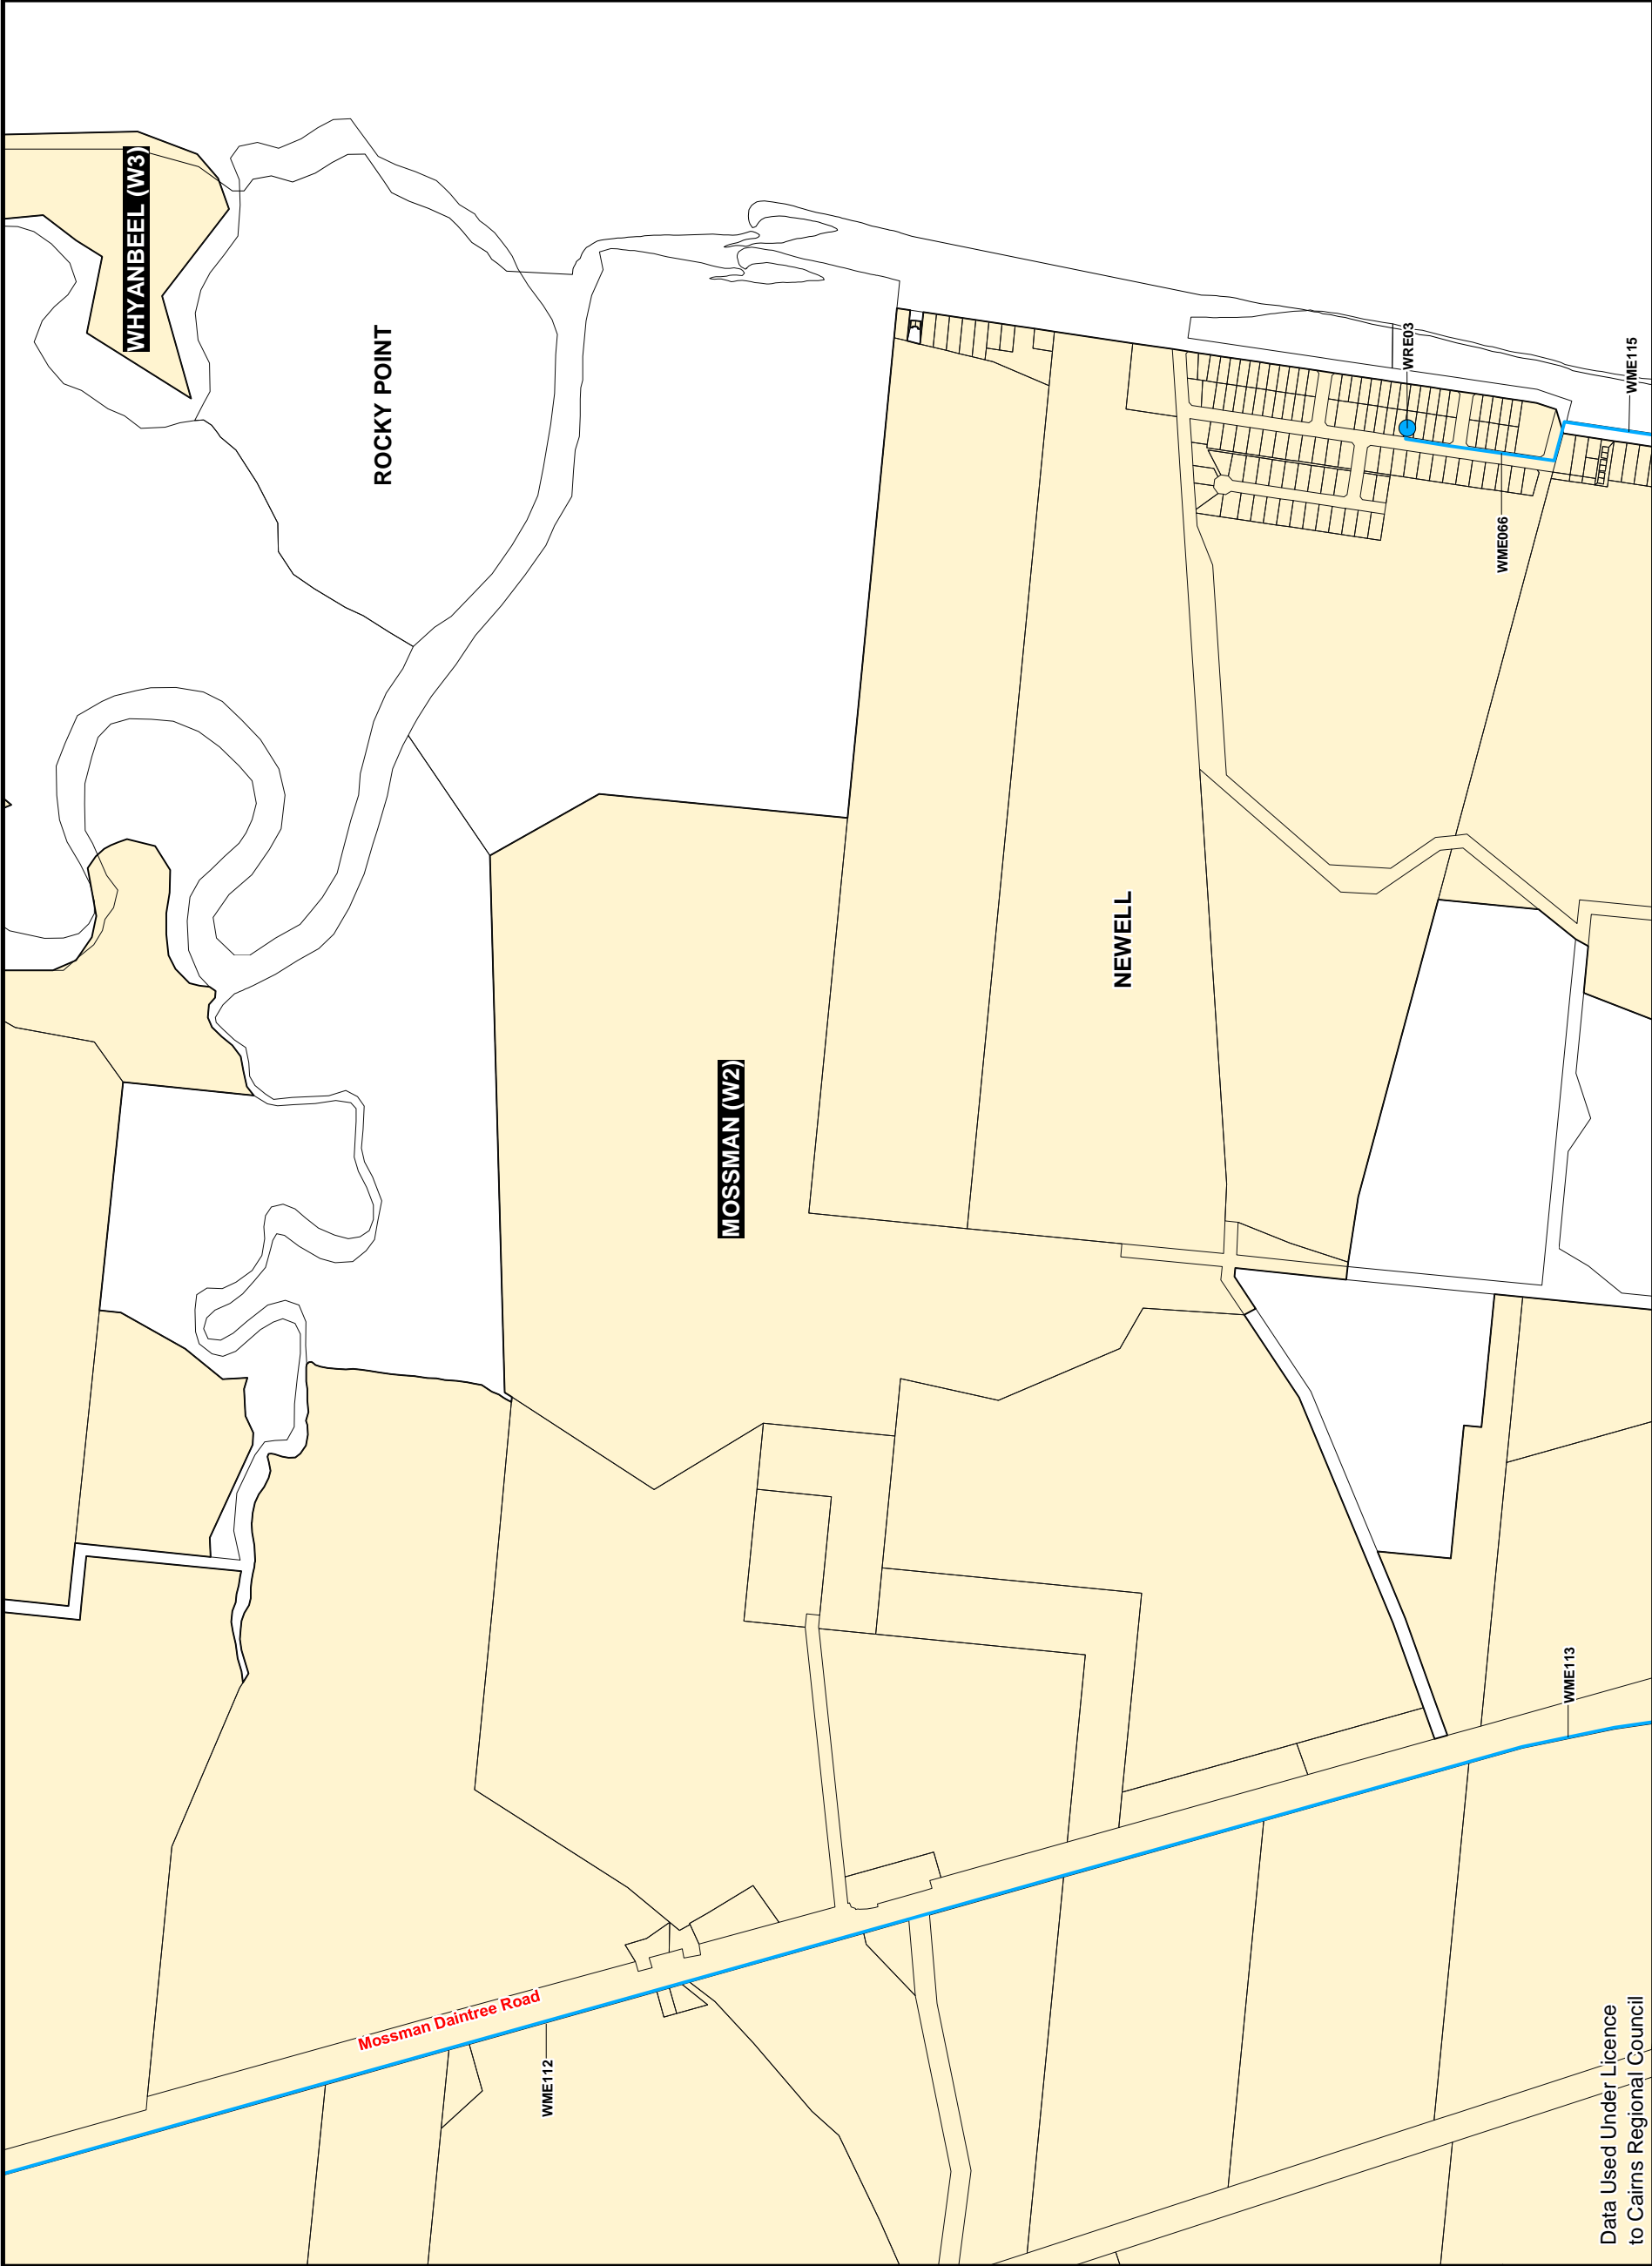 WHYANBEEL (W3)
ROCKY POINT
WRE03
WME115
WME066
NEWELL
MOSSMAN (W2)
WME113
Mossman Daintree Road
WME112
Data Used Under Licence
to Cairns Regional Council